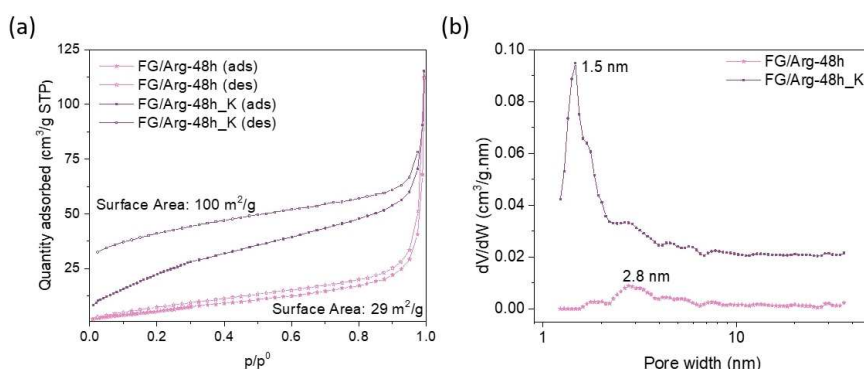 (a)
Quantity adsorbed (cm³/g STP)
125
100
75
50
25
FG/Arg-48h (ads)
FG/Arg-48h (des)
FG/Arg-48h_K (ads)
FG/Arg-48h_K (des)
Surface Area: 100 m²/g
Surface Area: 29 m²/g
0.0 0.2 0.4 0.6 0.8 1.0
p/p⁰
(b)
dV/dW (cm³/g.nm)
0.10
0.08
0.06
0.04
0.02
0.00
FG/Arg-48h
FG/Arg-48h_K
1.5 nm
2.8 nm
1 10
Pore width (nm)